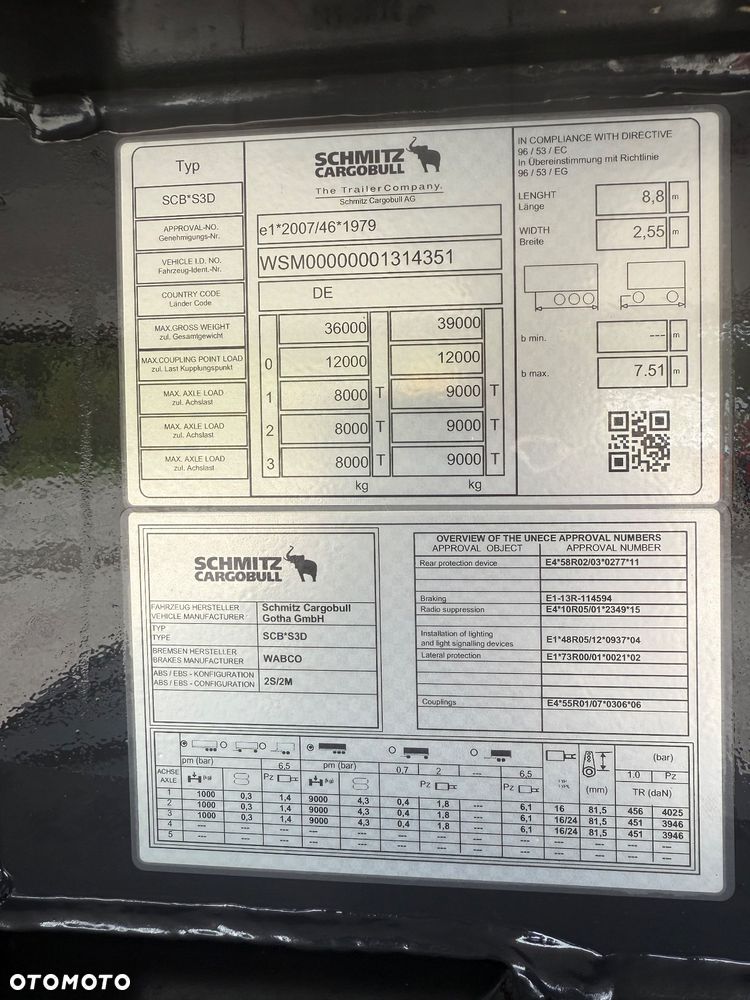 Typ
SCB*S3D
APPROVAL-NO.
Genehmigungs-Nr.
VEHICLE I.D. NO.
Fahrzeug-Ident.-Nr.
COUNTRY CODE
Länder Code
MAX.GROSS WEIGHT
zul. Gesamtgewicht
MAX.COUPLING POINT LOAD
zul. Last Kupplungspunkt
MAX. AXLE LOAD
zul. Achslast
MAX. AXLE LOAD
zul. Achslast
MAX. AXLE LOAD
zul. Achslast
SCHMITZ
CARGOBULL
The TrailerCompany.
Schmitz Cargobull AG
e1*2007/46*1979
WSM00000001314351
DE
36000 39000
0 12000 12000
1 8000 T 9000 T
2 8000 T 9000 T
3 8000 T 9000 T
kg kg
IN COMPLIANCE WITH DIRECTIVE
96 / 53 / EC
In Übereinstimmung mit Richtlinie
96 / 53 / EG
LENGHT
Länge
8,8 m
WIDTH
Breite
2,55 m
b min. --- m
b max. 7.51 m
SCHMITZ
CARGOBULL
FAHRZEUG HERSTELLER
VEHICLE MANUFACTURER
Schmitz Cargobull
Gotha GmbH
TYP
TYPE
SCB*S3D
BREMSEN HERSTELLER
BRAKES MANUFACTURER
WABCO
ABS / EBS - KONFIGURATION
ABS / EBS - CONFIGURATION
2S/2M
OVERVIEW OF THE UNECE APPROVAL NUMBERS
APPROVAL OBJECT APPROVAL NUMBER
Rear protection device E4*58R02/03*0277*11
Braking E1-13R-114594
Radio suppression E4*10R05/01*2349*15
Installation of lighting
and light signalling devices E1*48R05/12*0937*04
Lateral protection E1*73R00/01*0021*02
Couplings E4*55R01/07*0306*06
pm (bar) 6,5 pm (bar) 0,7 2 --- 6,5 (bar)
ACHSE
AXLE
Pz Pz Pz (mm) 1.0 Pz
TR (daN)
1 1000 0,3 1,4 9000 4,3 0,4 1,8 --- 6,1 16 81,5 456 4025
2 1000 0,3 1,4 9000 4,3 0,4 1,8 --- 6,1 16/24 81,5 451 3946
3 1000 0,3 1,4 9000 4,3 0,4 1,8 --- 6,1 16/24 81,5 451 3946
4 --- --- --- --- --- --- --- --- --- --- --- --- ---
5 --- --- --- --- --- --- --- --- --- --- --- --- ---
OTOMOTO